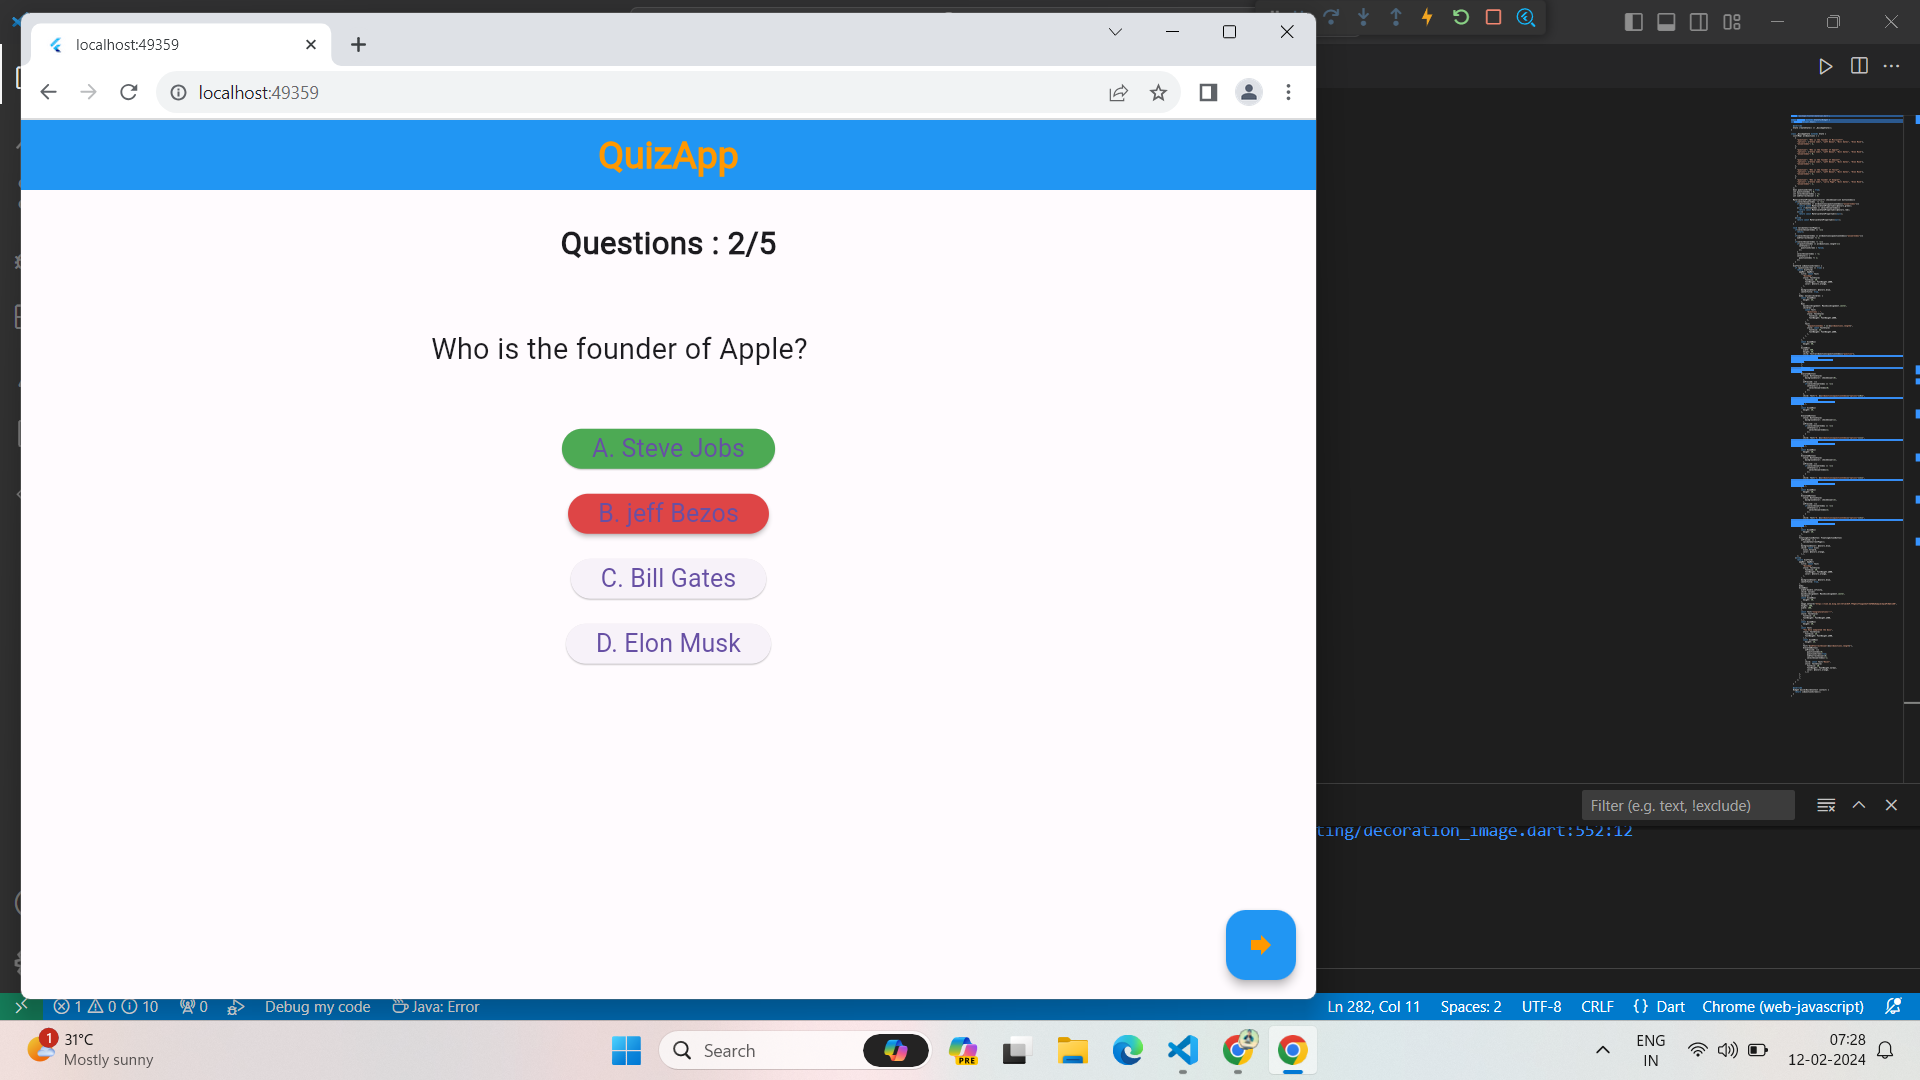 localhost:49359
localhost:49359
QuizApp
Questions : 2/5
Who is the founder of Apple?
A. Steve Jobs
B. jeff Bezos
C. Bill Gates
D. Elon Musk
Filter (e.g. text, !exclude)
ting/decoration_image.dart:552:12
1 0 10 0 Debug my code Java: Error Ln 282, Col 11 Spaces: 2 UTF-8 CRLF {} Dart Chrome (web-javascript)
1 31°C
Mostly sunny
Search
PRE
ENG
IN
07:28
12-02-2024